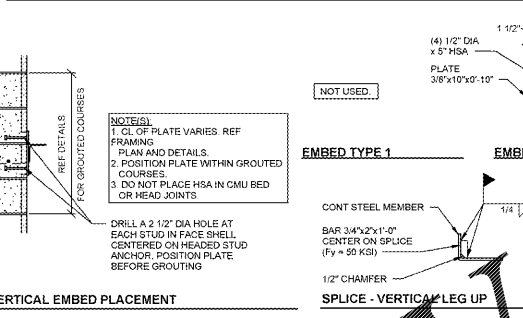 1 1/2"
(4) 1/2" DIA
x 5" HSA
PLATE
3/8"x10"x0'-10"
NOT USED.
NOTE(S):
1. CL OF PLATE VARIES. REF
FRAMING
PLAN AND DETAILS.
2. POSITION PLATE WITHIN GROUTED
COURSES.
3. DO NOT PLACE HSA IN CMU BED
OR HEAD JOINTS
REF DETAILS
FOR GROUTED COURSES
EMBED TYPE 1
EMB
DRILL A 2 1/2" DIA HOLE AT
EACH STUD IN FACE SHELL
CENTERED ON HEADED STUD
ANCHOR. POSITION PLATE
BEFORE GROUTING
CONT STEEL MEMBER
BAR 3/4"x2"x1'-0"
CENTER ON SPLICE
(Fy = 50 KSI)
1/2" CHAMFER
1/4
ERTICAL EMBED PLACEMENT
SPLICE - VERTICAL LEG UP